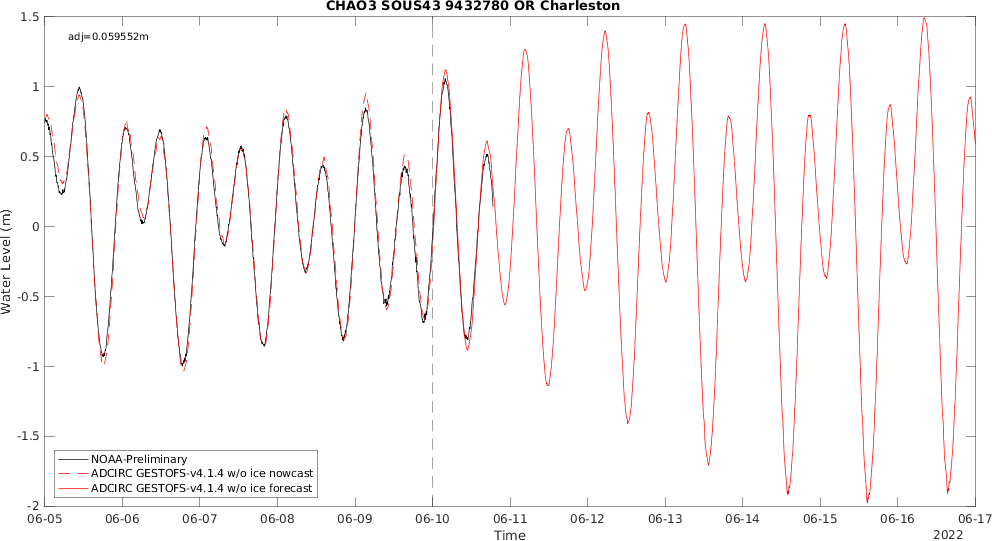 CHAO3 SOUS43 9432780 OR Charleston
adj=0.059552m
1.5
1
0.5
0
-0.5
-1
-1.5
-2
Water Level (m)
NOAA-Preliminary
ADCIRC GESTOFS-v4.1.4 w/o ice nowcast
ADCIRC GESTOFS-v4.1.4 w/o ice forecast
06-05 06-06 06-07 06-08 06-09 06-10 06-11 06-12 06-13 06-14 06-15 06-16 06-17
Time
2022